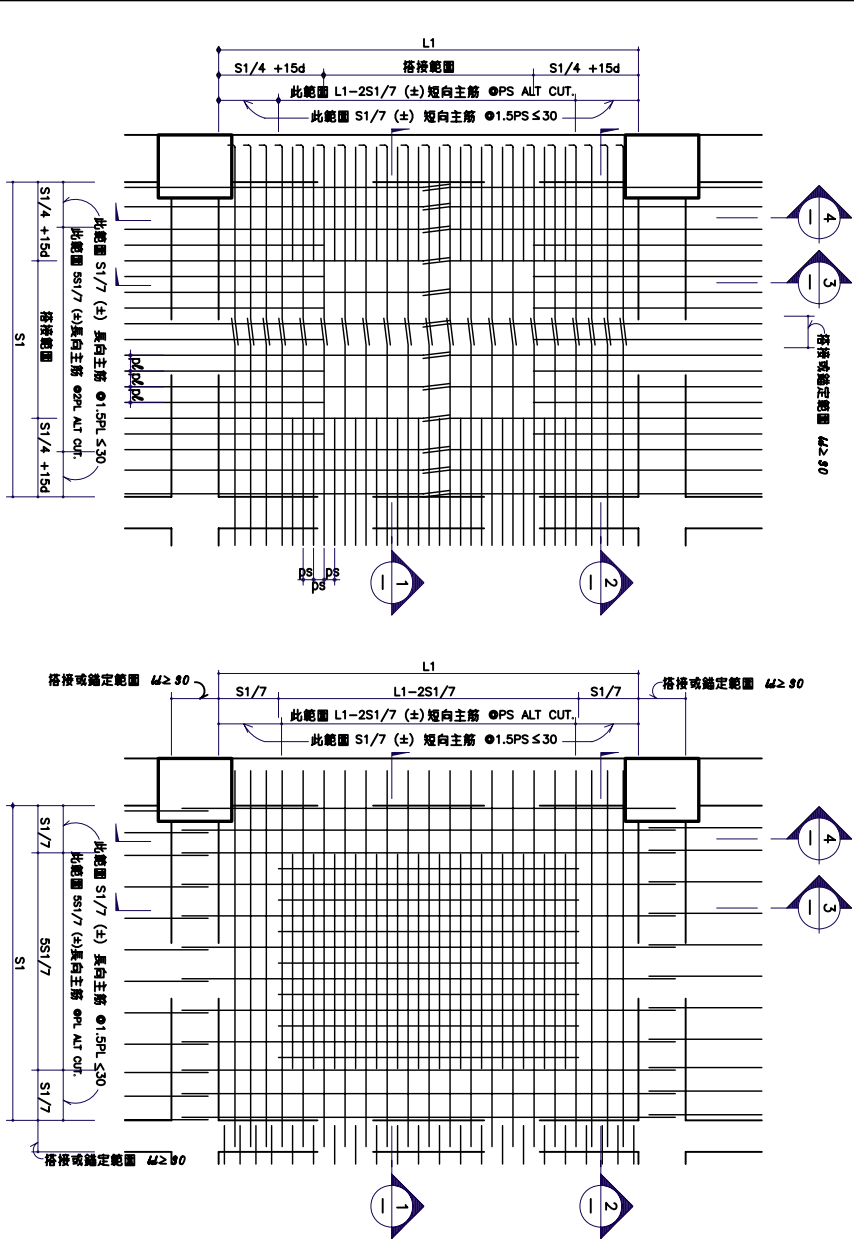 L1
S1/4 +15d
搭接範圍
S1/4 +15d
此範圍 L1-2S1/7 (±) 短向主筋 @PS ALT CUT.
此範圍 S1/7 (±) 短向主筋 @1.5PS≤30
4
3
搭接或錨定範圍
S1
S1/4 +15d
搭接範圍
S1/4 +15d
此範圍 5S1/7 (±)長向主筋 @2PL ALT CUT.
此範圍 S1/7 (±) 長向主筋 @1.5PL≤30
pl
pl
pl
ps
ps
ps
1
2
L1
搭接或錨定範圍
S1/7
L1-2S1/7
S1/7
搭接或錨定範圍
此範圍 L1-2S1/7 (±) 短向主筋 @PS ALT CUT.
此範圍 S1/7 (±) 短向主筋 @1.5PS≤30
4
3
S1
S1/7
5S1/7
S1/7
此範圍 5S1/7 (±)長向主筋 @PL ALT CUT.
此範圍 S1/7 (±) 長向主筋 @1.5PL≤30
搭接或錨定範圍
1
2